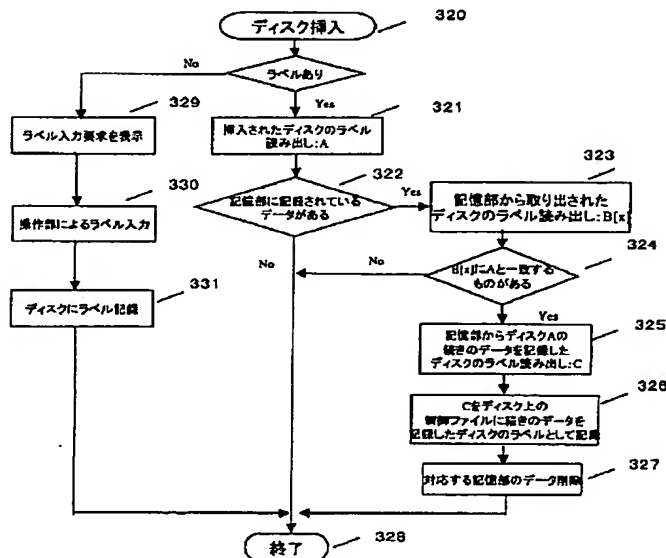 ディスク挿入
320
ラベルあり
No
Yes
329
ラベル入力要求を表示
321
挿入されたディスクのラベル
読み出し:A
322
記憶部に記録されている
データがある
Yes
No
323
記憶部から取り出された
ディスクのラベル読み出し:B[x]
324
B[x]にAと一致する
ものがある
No
Yes
330
操作部によるラベル入力
331
ディスクにラベル記録
325
記憶部からディスクAの
続きのデータを記録した
ディスクのラベル読み出し:C
326
Cをディスク上の
制御ファイルに続きのデータを
記録したディスクのラベルとして記録
327
対応する記憶部のデータ削除
328
終了